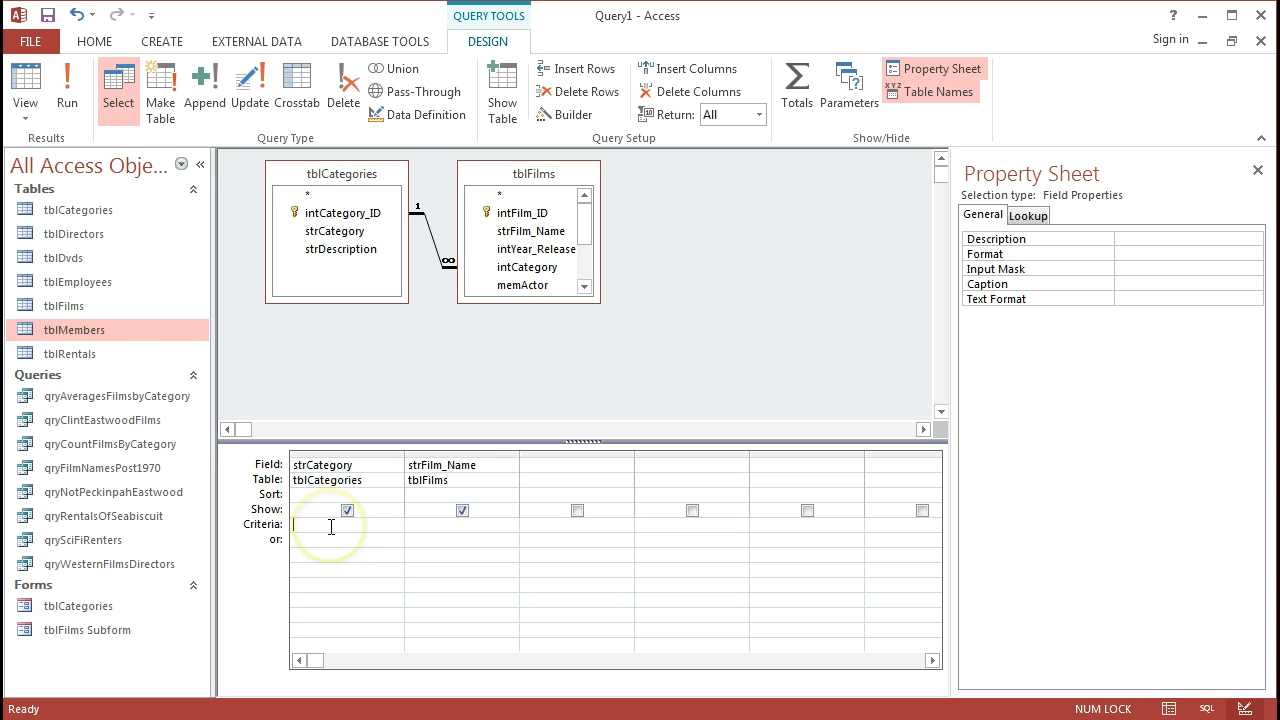 QUERY TOOLS
Query1 - Access
?
FILE HOME CREATE EXTERNAL DATA DATABASE TOOLS DESIGN
Sign in
View
Run
Results
Select
Make Table
Append
Update
Crosstab
Delete
Union
Pass-Through
Data Definition
Query Type
Show Table
Insert Rows
Delete Rows
Builder
Insert Columns
Delete Columns
Return: All
Query Setup
Totals
Parameters
Property Sheet
XYZ Table Names
Show/Hide
All Access Obje...
Tables
tblCategories
tblDirectors
tblDvds
tblEmployees
tblFilms
tblMembers
tblRentals
Queries
qryAveragesFilmsbyCategory
qryClintEastwoodFilms
qryCountFilmsByCategory
qryFilmNamesPost1970
qryNotPeckinpahEastwood
qryRentalsOfSeabiscuit
qrySciFiRenters
qryWesternFilmsDirectors
Forms
tblCategories
tblFilms Subform
tblCategories
*
intCategory_ID
strCategory
strDescription
1
∞
tblFilms
*
intFilm_ID
strFilm_Name
intYear_Release
intCategory
memActor
Field: strCategory strFilm_Name
Table: tblCategories tblFilms
Sort:
Show:
Criteria:
or:
Property Sheet
Selection type: Field Properties
General Lookup
Description
Format
Input Mask
Caption
Text Format
Ready
NUM LOCK
SQL